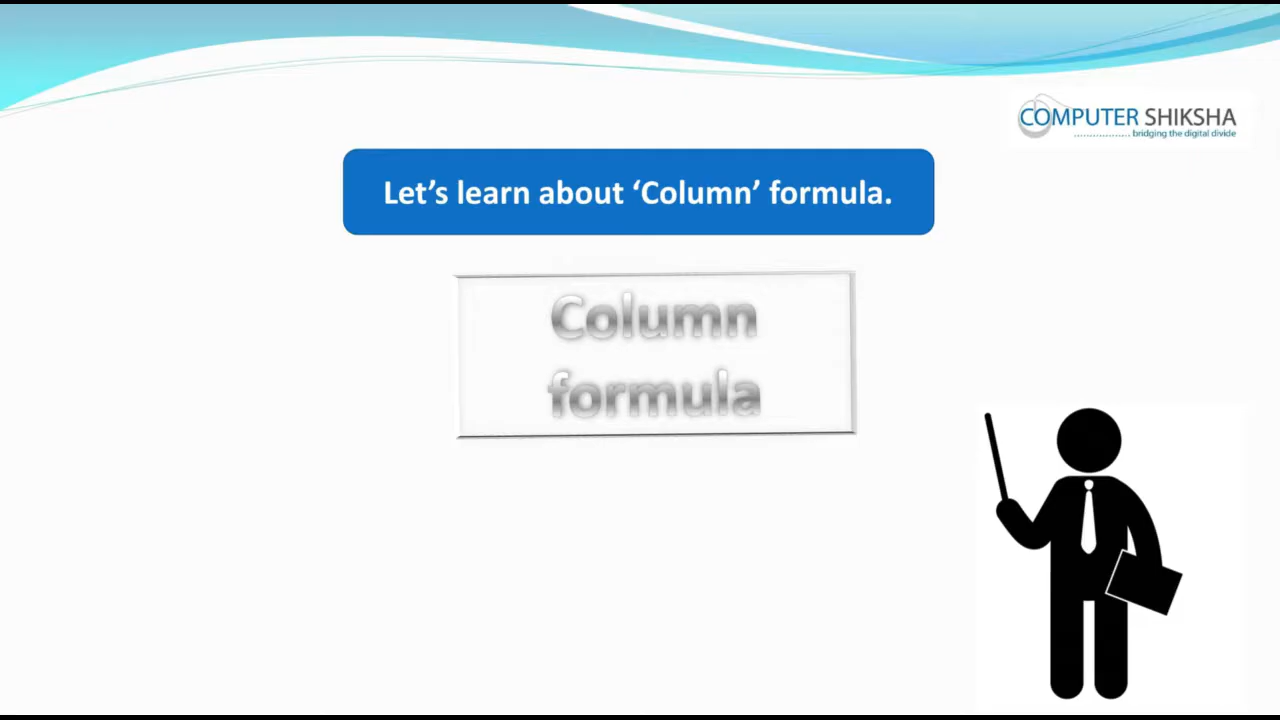 COMPUTER SHIKSHA
bridging the digital divide
Let’s learn about ‘Column’ formula.
Column
formula